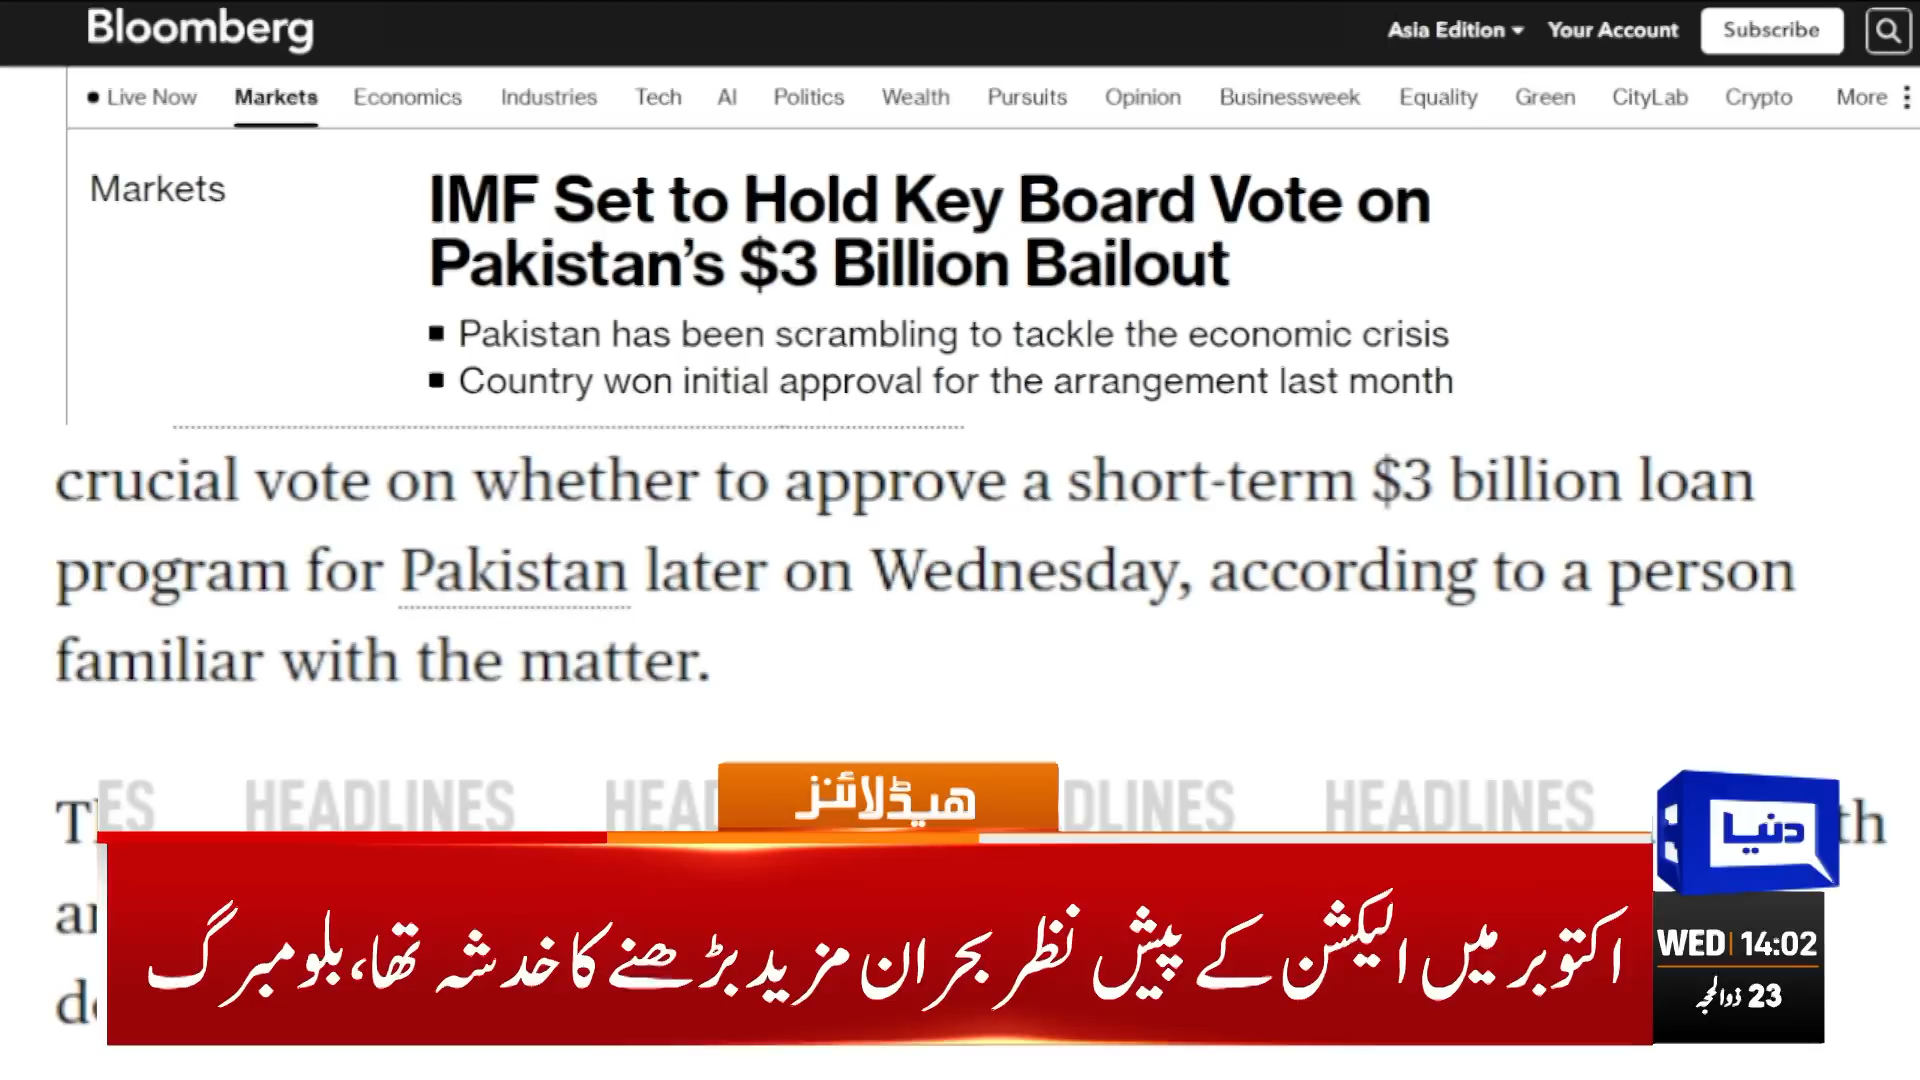 Bloomberg
Asia Edition Your Account Subscribe
Live Now Markets Economics Industries Tech AI Politics Wealth Pursuits Opinion Businessweek Equality Green CityLab Crypto More
Markets
IMF Set to Hold Key Board Vote on
Pakistan’s $3 Billion Bailout
Pakistan has been scrambling to tackle the economic crisis
Country won initial approval for the arrangement last month
crucial vote on whether to approve a short-term $3 billion loan
program for Pakistan later on Wednesday, according to a person
familiar with the matter.
HEADLINES HEADLINES
ھیڈلائنز
دنیا
اکتوبر میں الیکشن کے پیش نظر بحران مزید بڑھنے کا خدشہ تھا، بلومبرگ
WED 14:02
23 ذوالحجہ